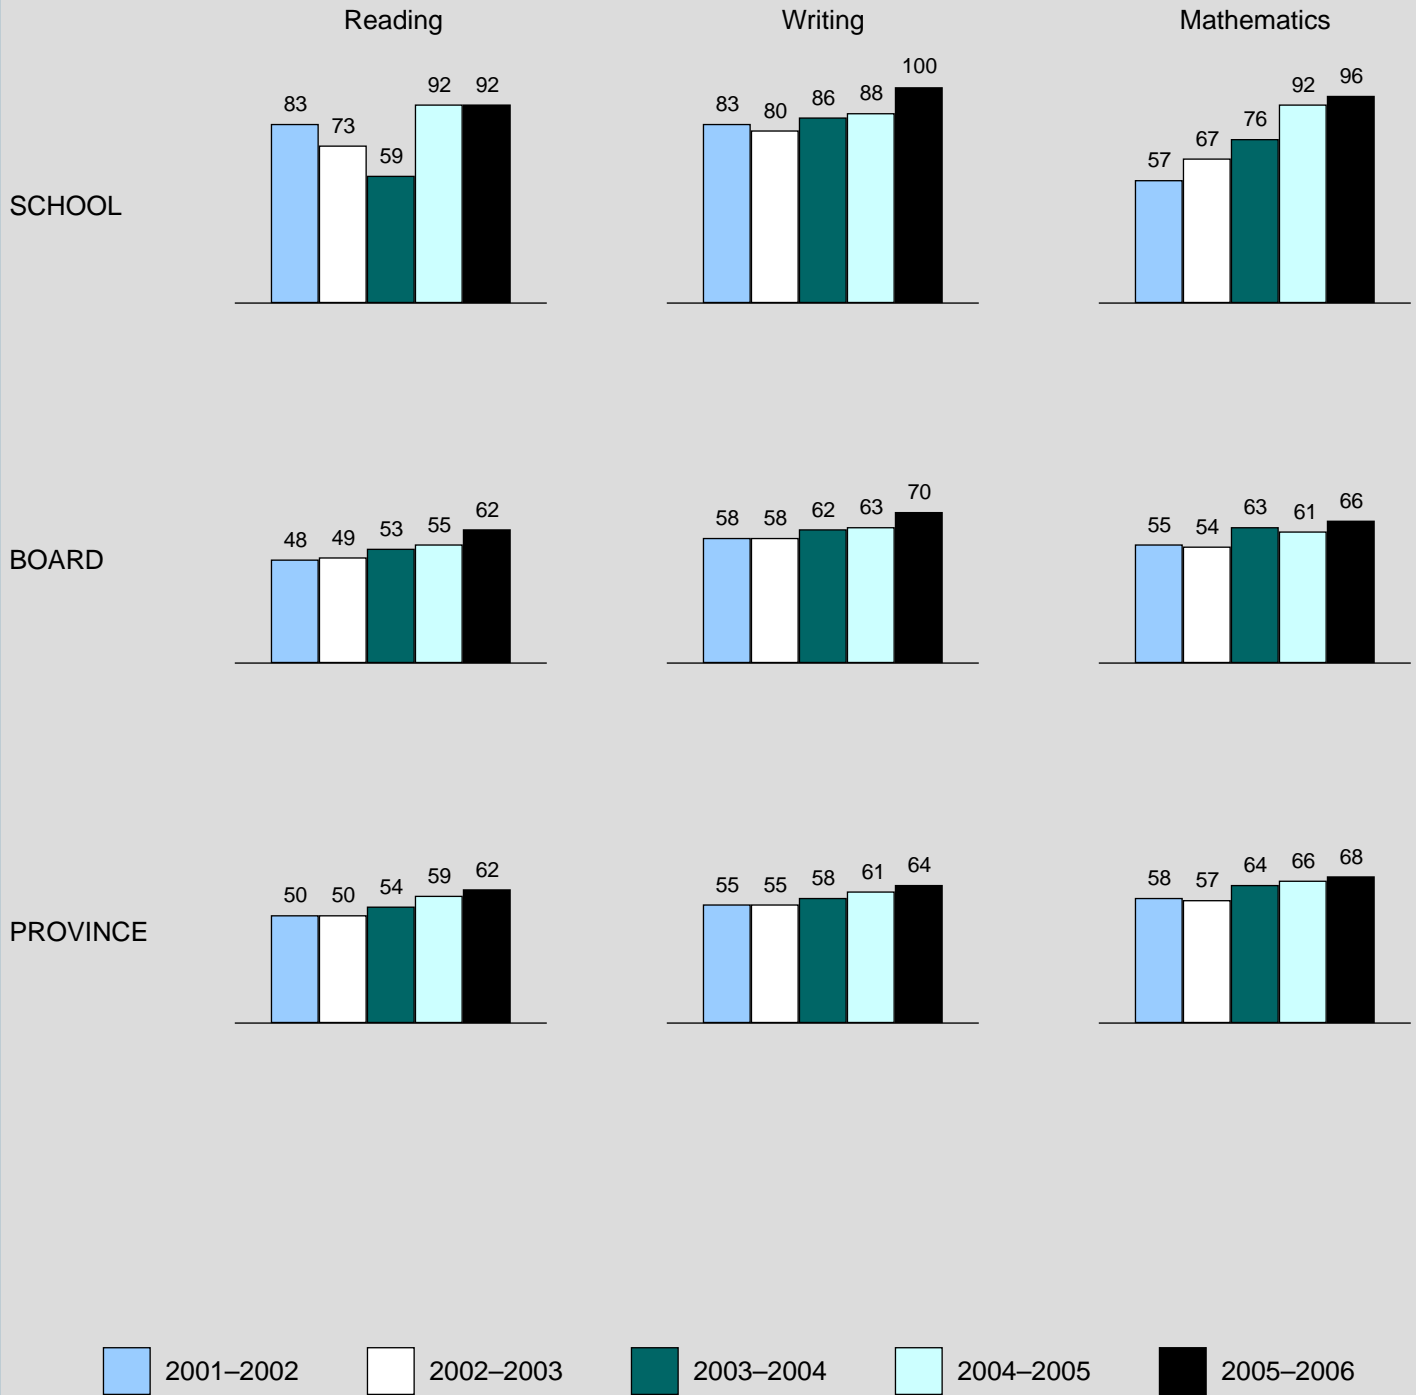 Reading Writing Mathematics
SCHOOL
83 73 59 92 92
83 80 86 88 100
57 67 76 92 96
BOARD
48 49 53 55 62
58 58 62 63 70
55 54 63 61 66
PROVINCE
50 50 54 59 62
55 55 58 61 64
58 57 64 66 68
2001–2002 2002–2003 2003–2004 2004–2005 2005–2006